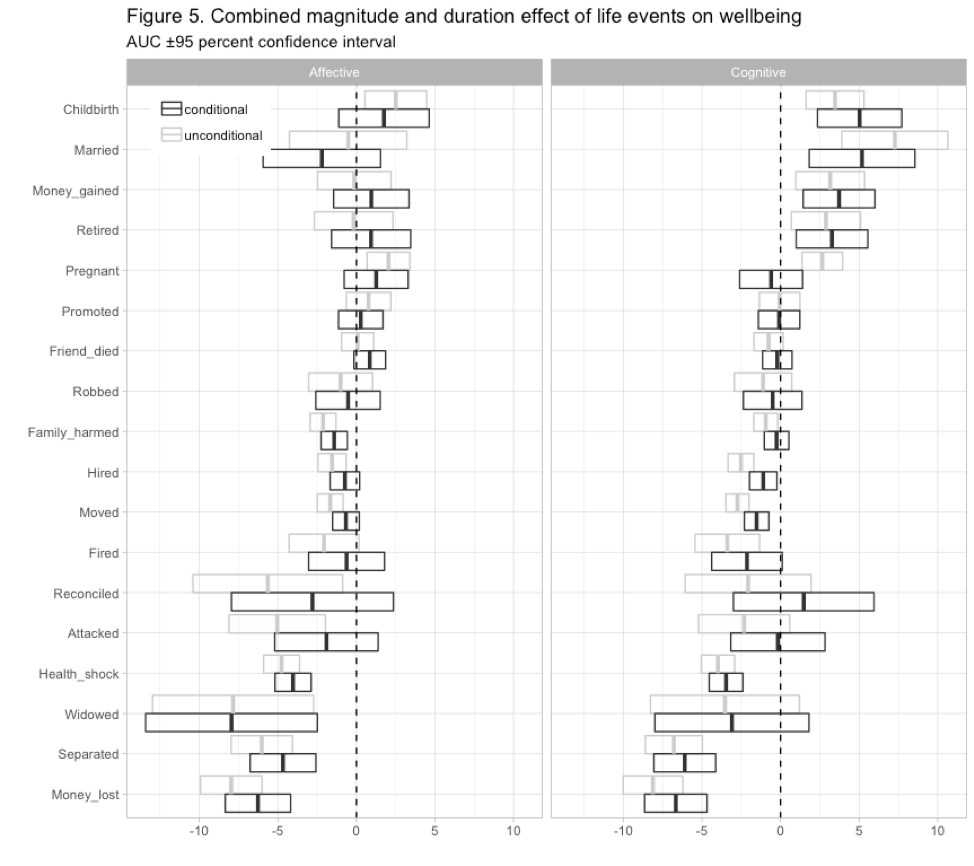 Figure 5. Combined magnitude and duration effect of life events on wellbeing
AUC ±95 percent confidence interval
Affective
Cognitive
conditional
unconditional
Childbirth
Married
Money_gained
Retired
Pregnant
Promoted
Friend_died
Robbed
Family_harmed
Hired
Moved
Fired
Reconciled
Attacked
Health_shock
Widowed
Separated
Money_lost
-10 -5 0 5 10
-10 -5 0 5 10